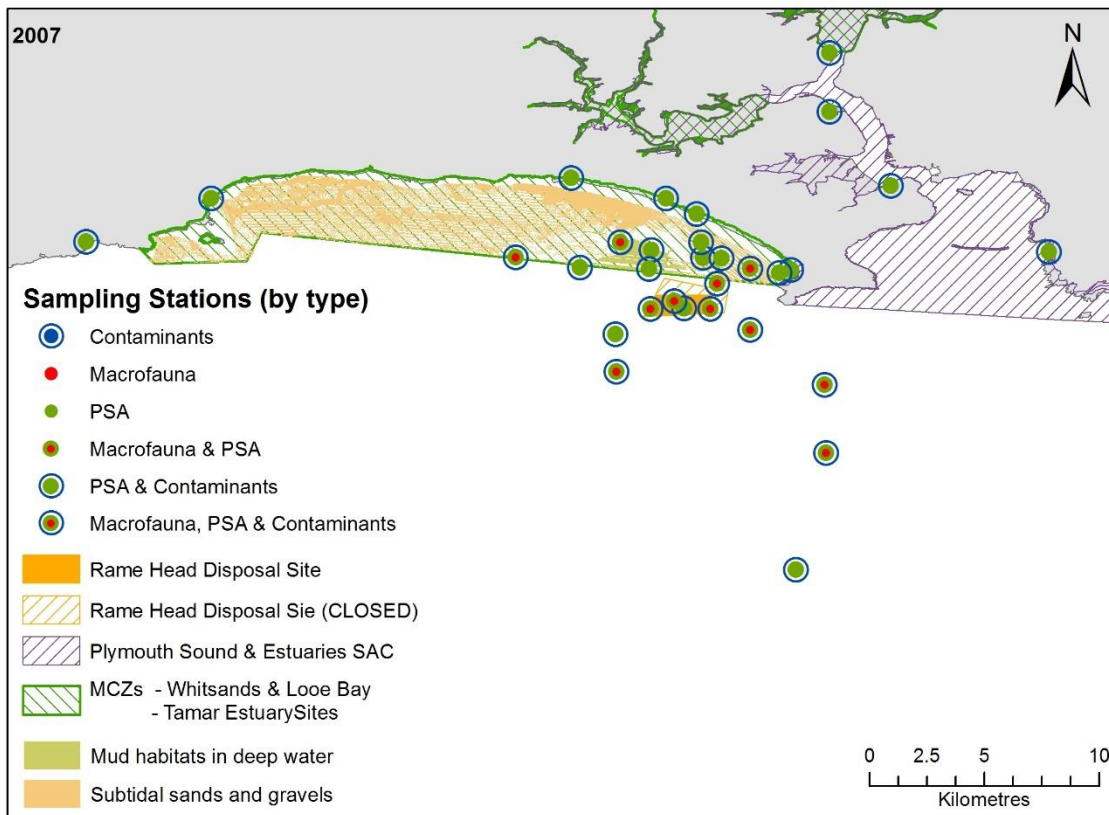 2007
N
Sampling Stations (by type)
Contaminants
Macrofauna
PSA
Macrofauna & PSA
PSA & Contaminants
Macrofauna, PSA & Contaminants
Rame Head Disposal Site
Rame Head Disposal Sie (CLOSED)
Plymouth Sound & Estuaries SAC
MCZs - Whitsands & Looe Bay
- Tamar EstuarySites
Mud habitats in deep water
Subtidal sands and gravels
0 2.5 5 10
Kilometres